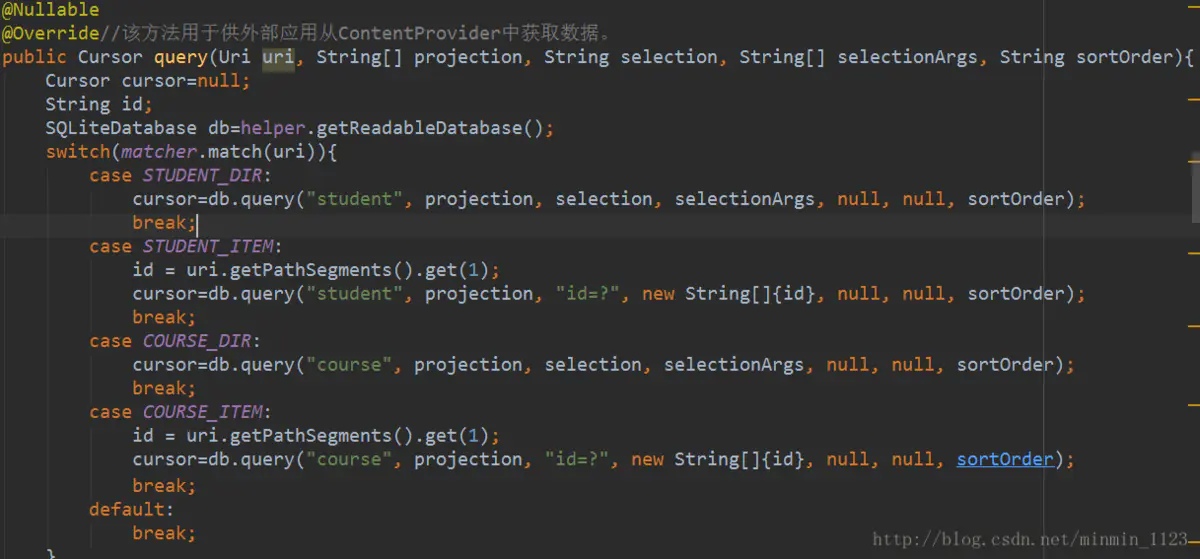 @Nullable
@Override//该方法用于供外部应用从ContentProvider中获取数据。
public Cursor query(Uri uri, String[] projection, String selection, String[] selectionArgs, String sortOrder){
    Cursor cursor=null;
    String id;
    SQLiteDatabase db=helper.getReadableDatabase();
    switch(matcher.match(uri)){
        case STUDENT_DIR:
            cursor=db.query("student", projection, selection, selectionArgs, null, null, sortOrder);
            break;
        case STUDENT_ITEM:
            id = uri.getPathSegments().get(1);
            cursor=db.query("student", projection, "id=?", new String[]{id}, null, null, sortOrder);
            break;
        case COURSE_DIR:
            cursor=db.query("course", projection, selection, selectionArgs, null, null, sortOrder);
            break;
        case COURSE_ITEM:
            id = uri.getPathSegments().get(1);
            cursor=db.query("course", projection, "id=?", new String[]{id}, null, null, sortOrder);
            break;
        default:
            break;
    }
http://blog.csdn.net/minmin_1123